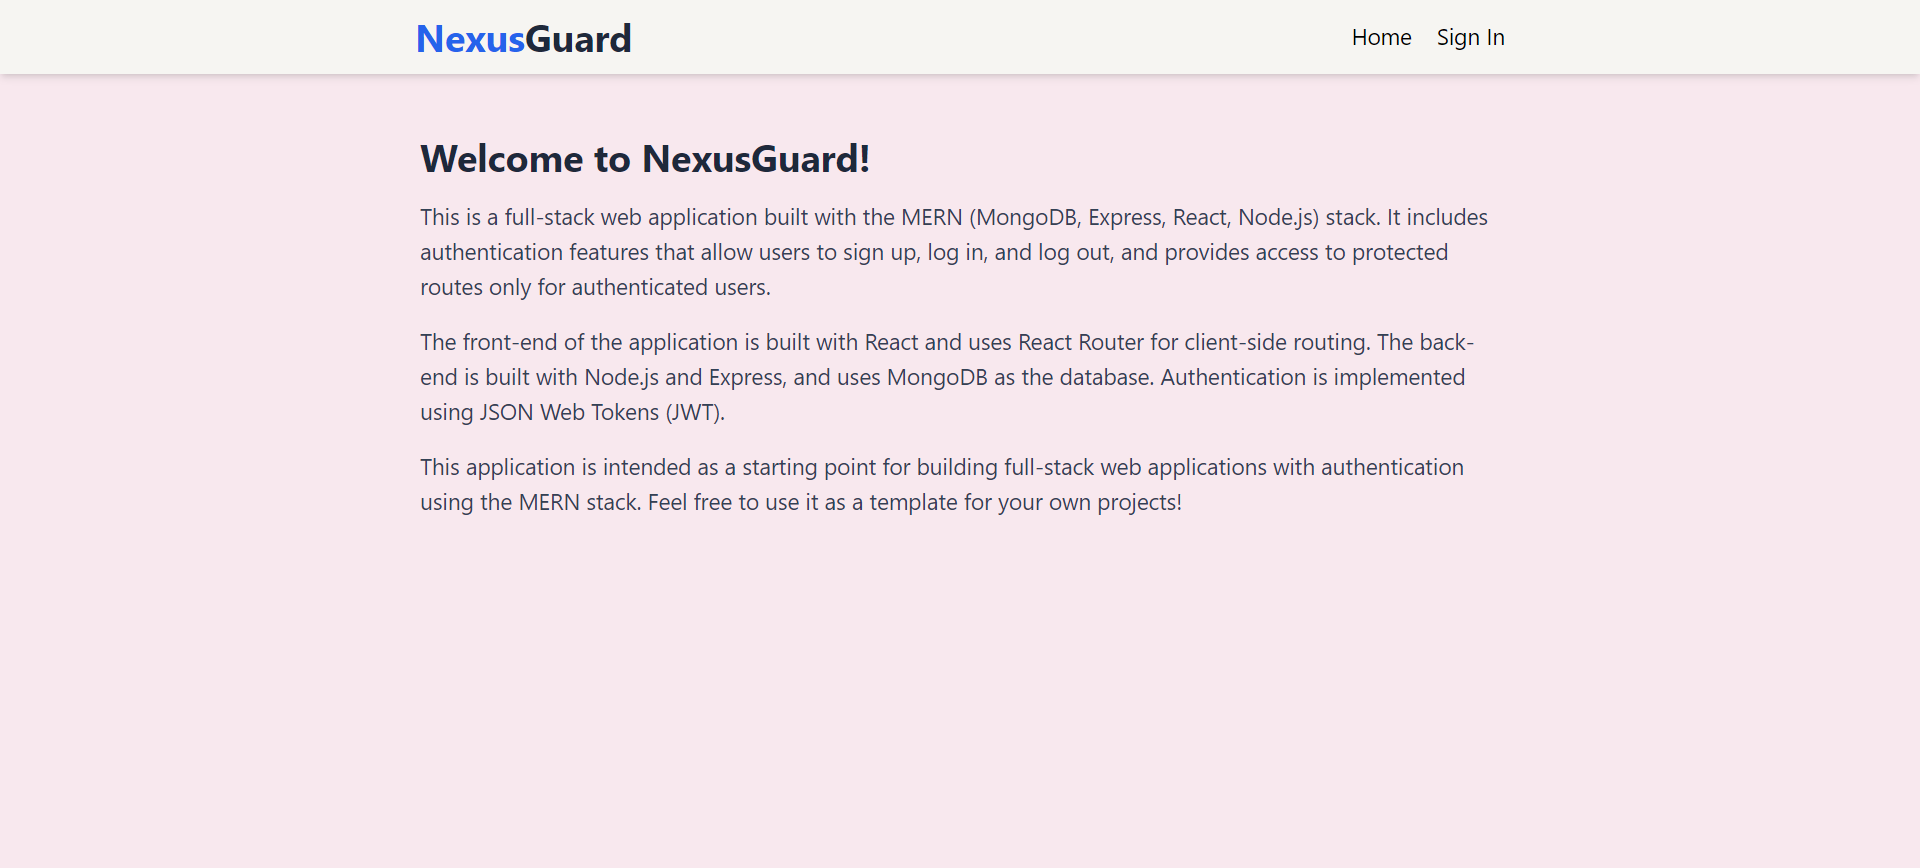 NexusGuard
Home
Sign In
Welcome to NexusGuard!
This is a full-stack web application built with the MERN (MongoDB, Express, React, Node.js) stack. It includes
authentication features that allow users to sign up, log in, and log out, and provides access to protected
routes only for authenticated users.
The front-end of the application is built with React and uses React Router for client-side routing. The back-
end is built with Node.js and Express, and uses MongoDB as the database. Authentication is implemented
using JSON Web Tokens (JWT).
This application is intended as a starting point for building full-stack web applications with authentication
using the MERN stack. Feel free to use it as a template for your own projects!